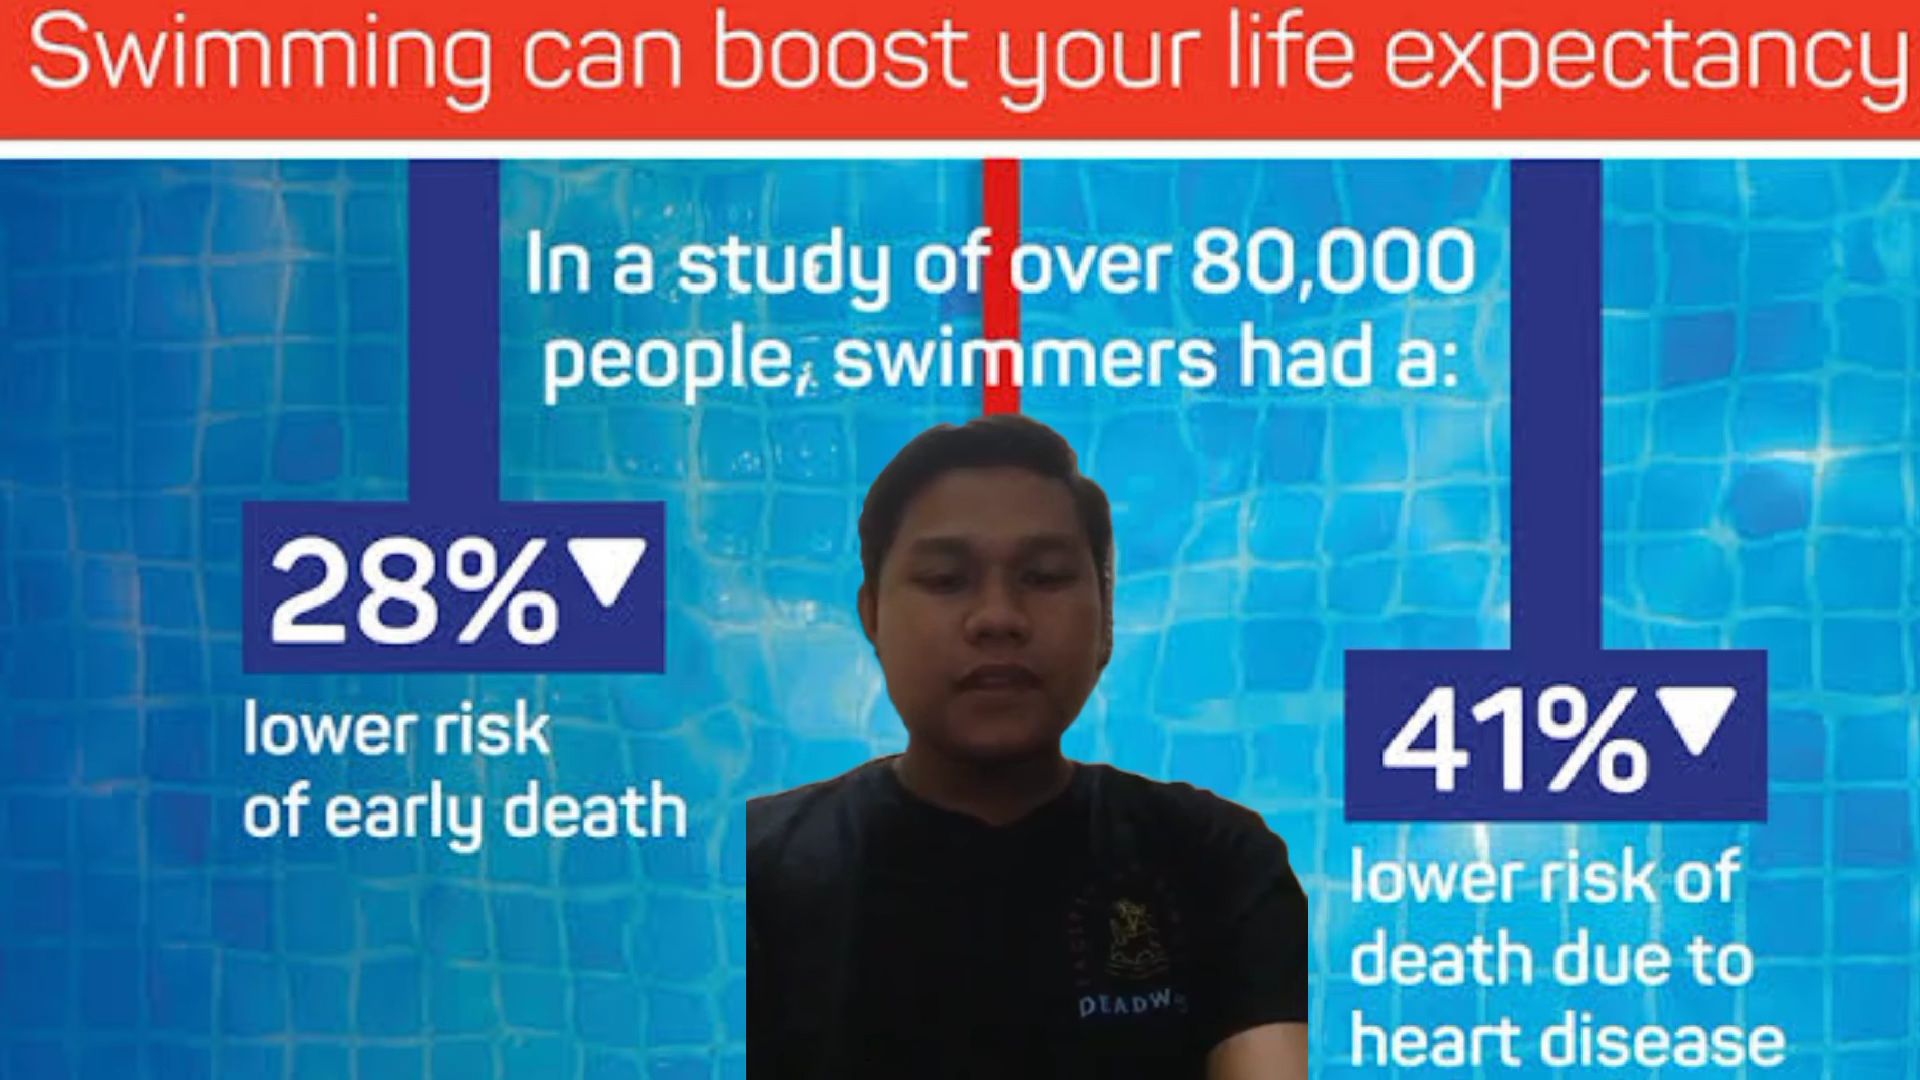 Swimming can boost your life expectancy
In a study of over 80,000
people, swimmers had a:
28%
lower risk
of early death
41%
lower risk of
death due to
heart disease